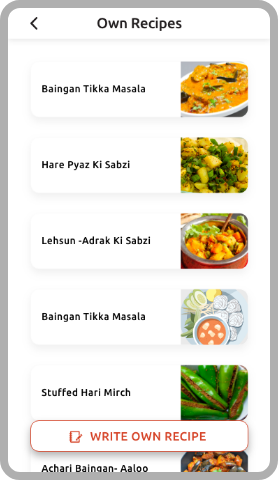 Own Recipes
Baingan Tikka Masala
Hare Pyaz Ki Sabzi
Lehsun -Adrak Ki Sabzi
Baingan Tikka Masala
Stuffed Hari Mirch
WRITE OWN RECIPE
Achari Baingan- Aaloo